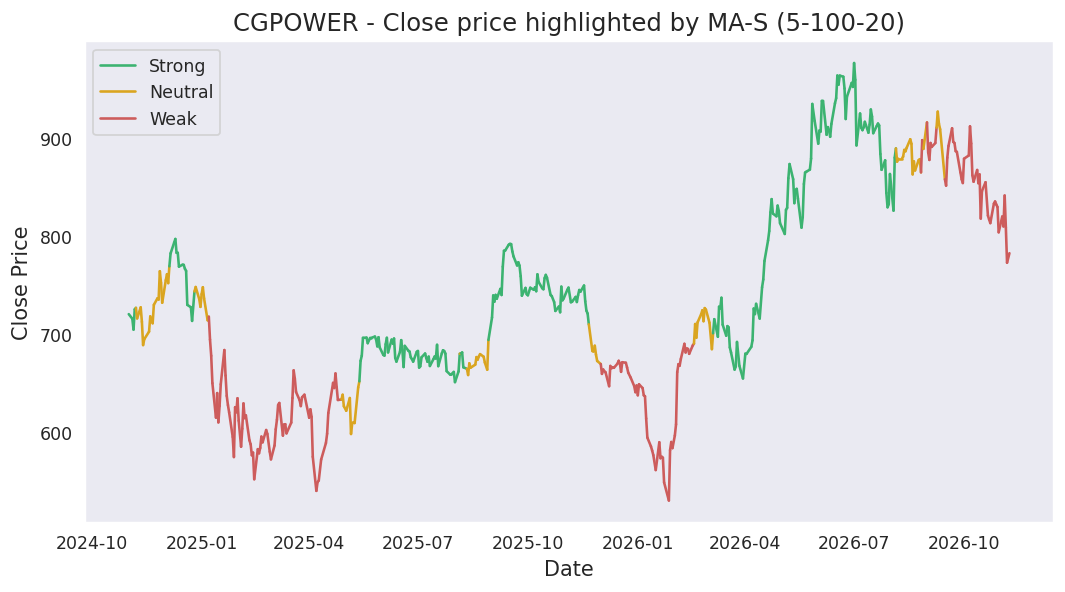 CGPOWER - Close price highlighted by MA-S (5-100-20)
Strong
Neutral
Weak
Close Price
900
800
700
600
2024-10 2025-01 2025-04 2025-07 2025-10 2026-01 2026-04 2026-07 2026-10
Date